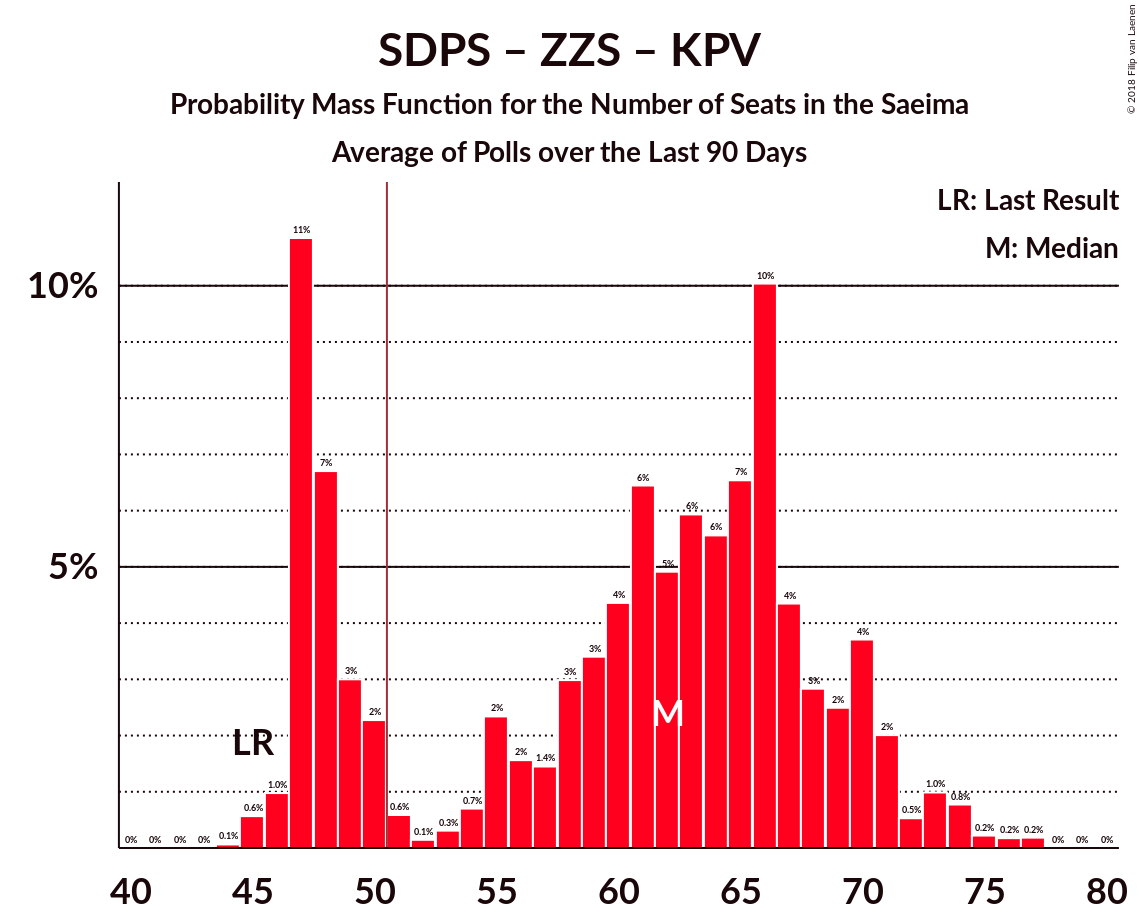 SDPS – ZZS – KPV
Probability Mass Function for the Number of Seats in the Saeima
Average of Polls over the Last 90 Days
© 2018 Filip van Laenen
LR: Last Result
M: Median
10%
5%
0% 0% 0% 0% 0.1% 0.6% 1.0% 11% 7% 3% 2% 0.6% 0.1% 0.3% 0.7% 2% 2% 1.4% 3% 3% 4% 6% 5% 6% 6% 7% 10% 4% 3% 2% 4% 2% 0.5% 1.0% 0.8% 0.2% 0.2% 0.2% 0% 0% 0%
LR
M
40 45 50 55 60 65 70 75 80